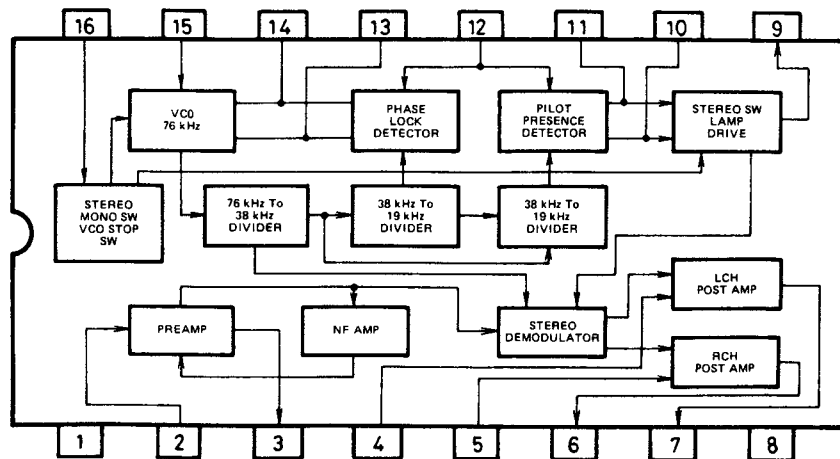 16 15 14 13 12 11 10 9
VCO
76 kHz
PHASE
LOCK
DETECTOR
PILOT
PRESENCE
DETECTOR
STEREO SW
LAMP
DRIVE
STEREO
MONO SW
VCO STOP
SW
76 kHz To
38 kHz
DIVIDER
38 kHz To
19 kHz
DIVIDER
38 kHz To
19 kHz
DIVIDER
PREAMP
NF AMP
STEREO
DEMODULATOR
LCH
POST AMP
RCH
POST AMP
1 2 3 4 5 6 7 8